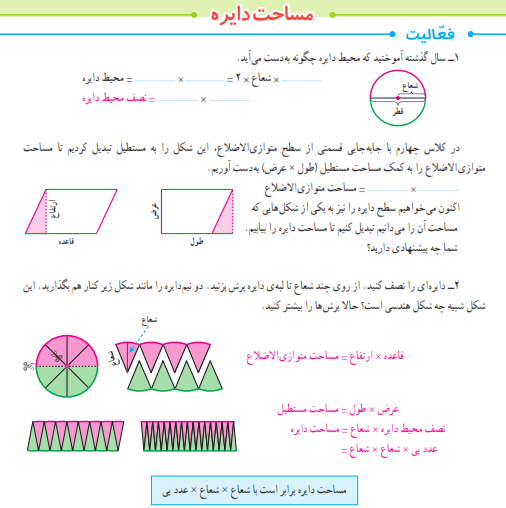 مساحت دایره
فعّالیت
۱ــ سال گذشته آموختید که محیط دایره چگونه به‌دست می‌آید.
محیط دایره = ........ × ........ = ۲ × شعاع × ........
نصف محیط دایره = ........ × ........
شعاع
قطر
در کلاس چهارم با جابه‌جایی قسمتی از سطح متوازی‌الاضلاع، این شکل را به مستطیل تبدیل کردیم تا مساحت
متوازی‌الاضلاع را به کمک مساحت مستطیل (طول × عرض) به‌دست آوریم.
مساحت متوازی‌الاضلاع = ........ × ........
اکنون می‌خواهیم سطح دایره را نیز به یکی از شکل‌هایی که
مساحت آن را می‌دانیم تبدیل کنیم تا مساحت دایره را بیابیم.
شما چه پیشنهادی دارید؟
عرض
طول
ارتفاع
قاعده
۲ــ دایره‌ای را نصف کنید. از روی چند شعاع تا لبه‌ی دایره برش بزنید. دو نیم‌دایره را مانند شکل زیر کنار هم بگذارید. این
شکل شبیه چه شکل هندسی است؟ حالا برش‌ها را بیشتر کنید.
شعاع
شعاع
مساحت متوازی‌الاضلاع = ارتفاع × قاعده
مساحت مستطیل = طول × عرض
مساحت دایره = شعاع × نصف محیط دایره
= شعاع × شعاع × عدد پی
مساحت دایره برابر است با شعاع × شعاع × عدد پی